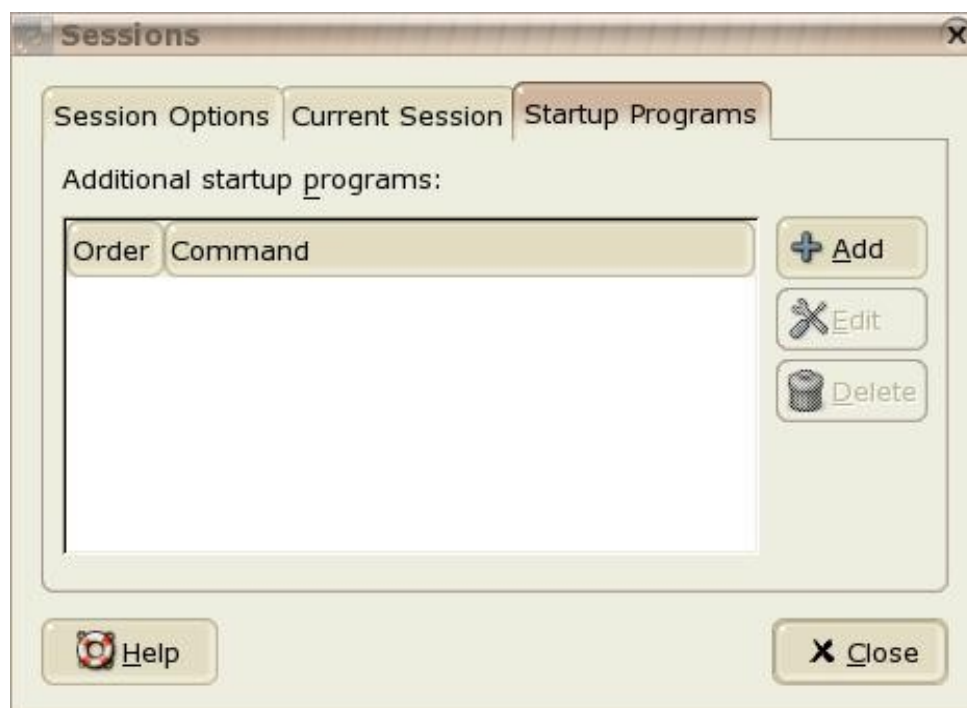 Sessions
Session Options
Current Session
Startup Programs
Additional startup programs:
Order
Command
Add
Edit
Delete
Help
Close